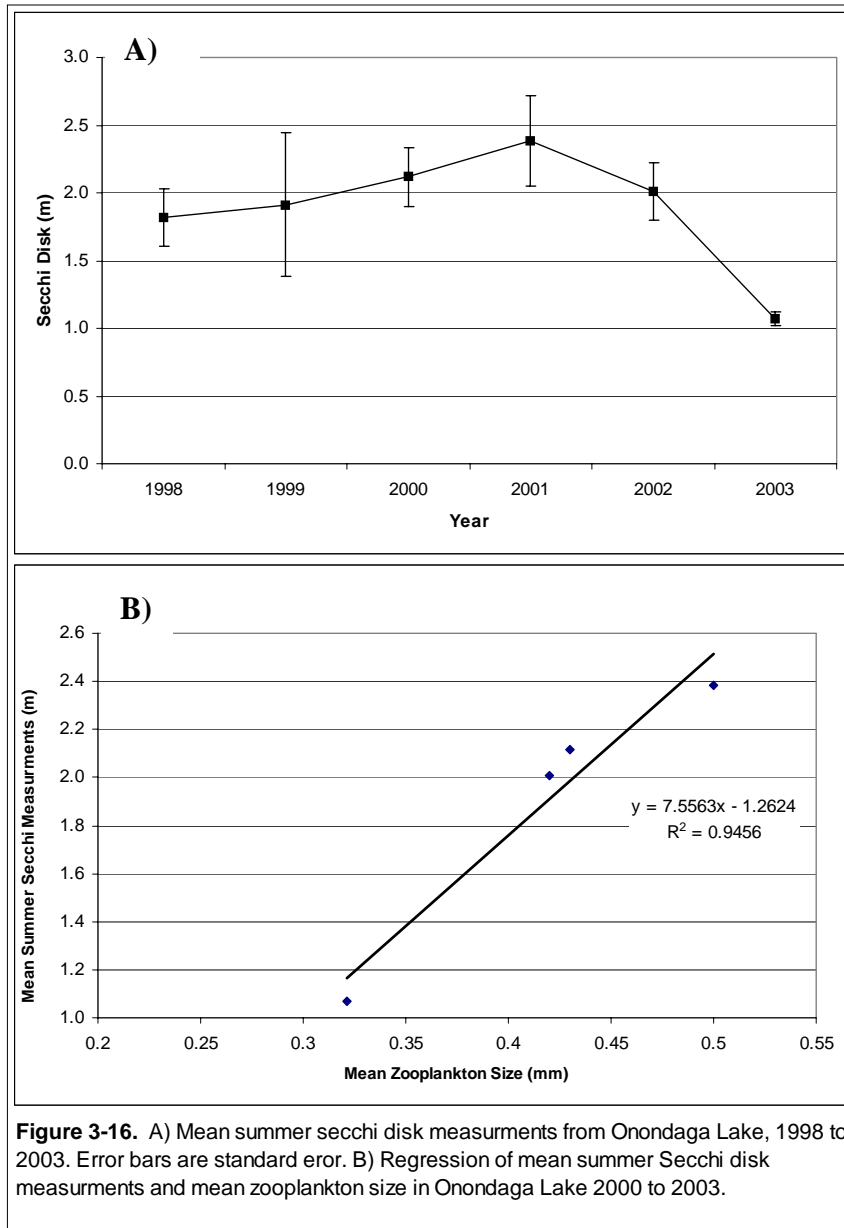 A)
3.0
2.5
2.0
1.5
1.0
0.5
0.0
Secchi Disk (m)
1998 1999 2000 2001 2002 2003
Year
B)
2.6
2.4
2.2
2.0
1.8
1.6
1.4
1.2
1.0
Mean Summer Secchi Measurments (m)
y = 7.5563x - 1.2624
R² = 0.9456
0.2 0.25 0.3 0.35 0.4 0.45 0.5 0.55
Mean Zooplankton Size (mm)
Figure 3-16. A) Mean summer secchi disk measurments from Onondaga Lake, 1998 to
2003. Error bars are standard eror. B) Regression of mean summer Secchi disk
measurments and mean zooplankton size in Onondaga Lake 2000 to 2003.